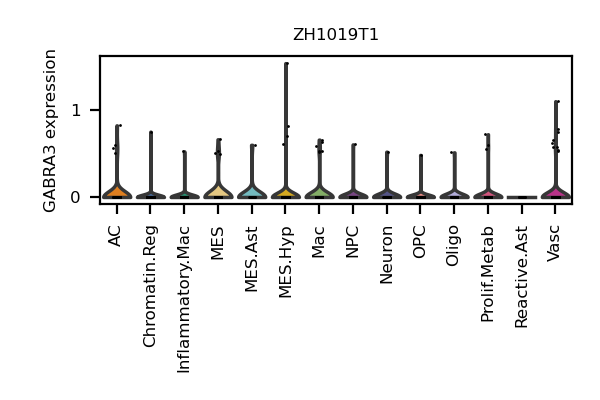 ZH1019T1
GABRA3 expression
1
0
AC
Chromatin.Reg
Inflammatory.Mac
MES
MES.Ast
MES.Hyp
Mac
NPC
Neuron
OPC
Oligo
Prolif.Metab
Reactive.Ast
Vasc